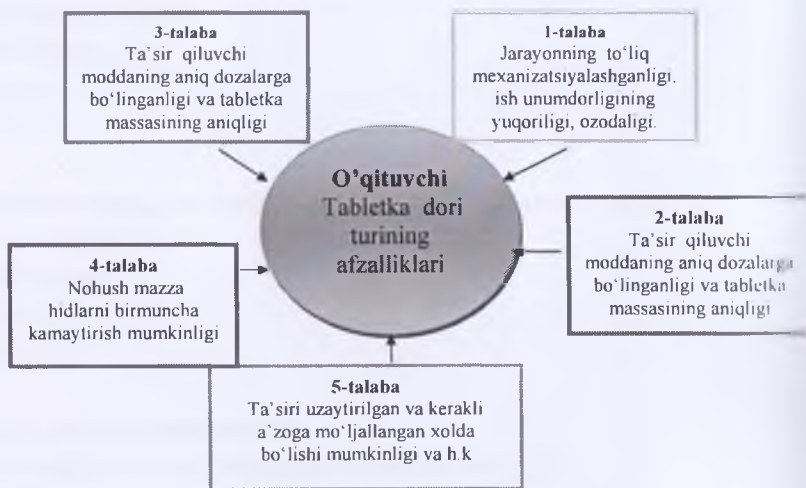 3-talaba
Ta'sir qiluvchi
moddaning aniq dozalarga
bo'linganligi va tabletka
massasining aniqligi
1-talaba
Jarayonning to'liq
mexanizatsiyalashganligi,
ish unumdorligining
yuqoriligi, ozodaligi.
O'qituvchi
Tabletka dori
turining
afzalliklari
2-talaba
Ta'sir qiluvchi
moddaning aniq dozalarga
bo'linganligi va tabletka
massasining aniqligi
4-talaba
Nohush mazza
hidlarni birmuncha
kamaytirish mumkinligi
5-talaba
Ta'siri uzaytirilgan va kerakli
a'zoga mo'ljallangan xolda
bo'lishi mumkinligi va h.k